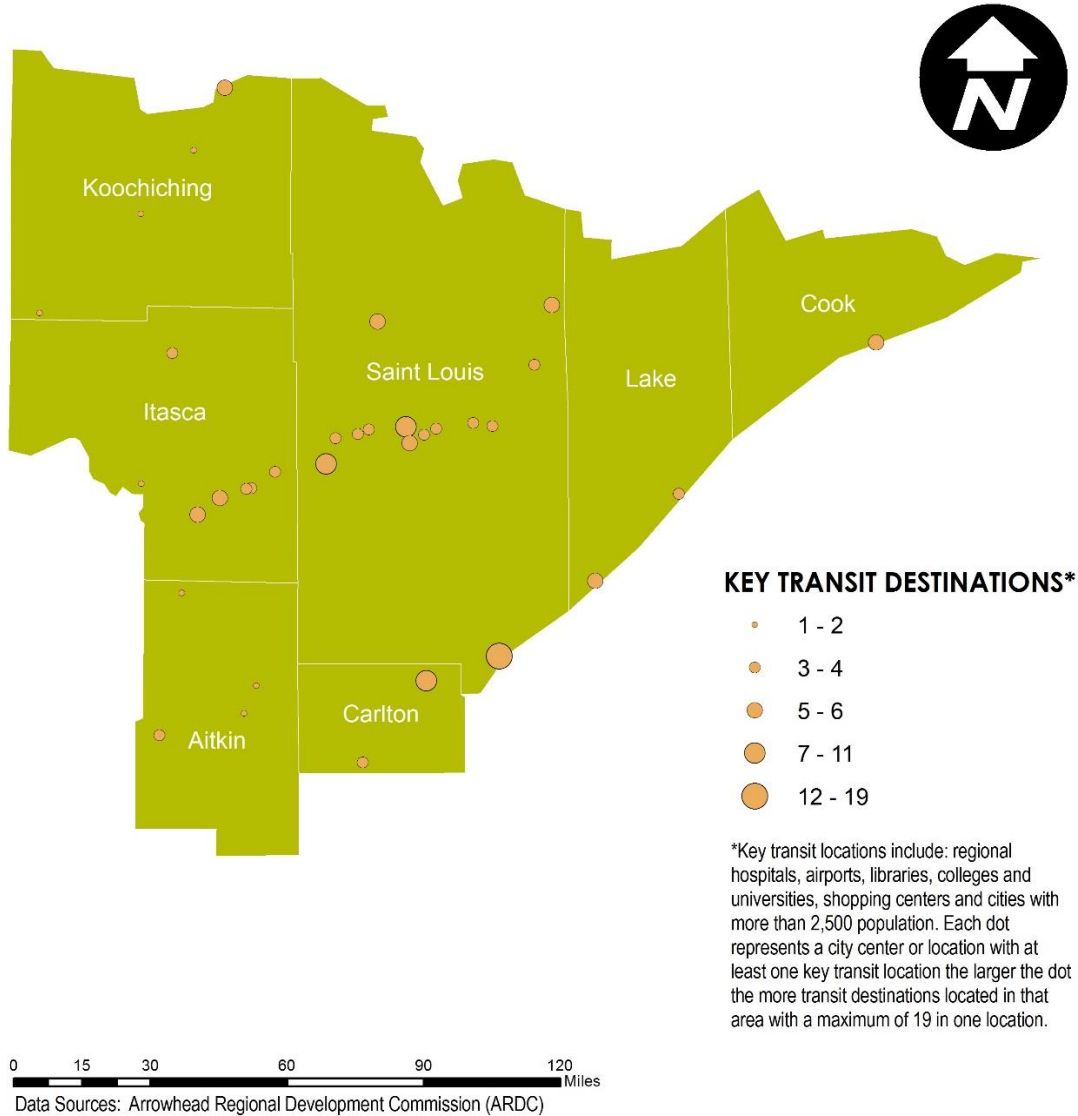 N
Koochiching
Cook
Saint Louis
Lake
Itasca
KEY TRANSIT DESTINATIONS*
1 - 2
3 - 4
5 - 6
7 - 11
12 - 19
Carlton
Aitkin
*Key transit locations include: regional
hospitals, airports, libraries, colleges and
universities, shopping centers and cities with
more than 2,500 population. Each dot
represents a city center or location with at
least one key transit location the larger the dot
the more transit destinations located in that
area with a maximum of 19 in one location.
0 15 30 60 90 120
Miles
Data Sources: Arrowhead Regional Development Commission (ARDC)